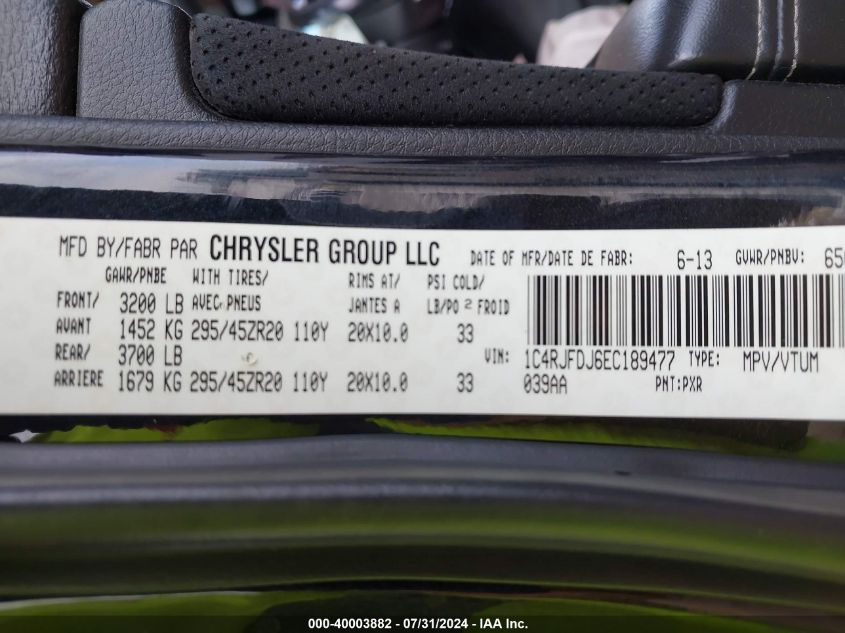 MFD BY/FABR PAR CHRYSLER GROUP LLC DATE OF MFR/DATE DE FABR: 6-13 GVWR/PNBV:
GAWR/PNBE WITH TIRES/ RIMS AT/ PSI COLD/
FRONT/ 3200 LB AVEC PNEUS JANTES A LB/PO 2 FROID
AVANT 1452 KG 295/45ZR20 110Y 20X10.0 33
REAR/ 3700 LB VIN: 1C4RJFDJ6EC189477 TYPE: MPV/VTUM
ARRIERE 1679 KG 295/45ZR20 110Y 20X10.0 33 039AA PNT:PXR
000-40003882 / 07/31/2024 - IAA Inc.